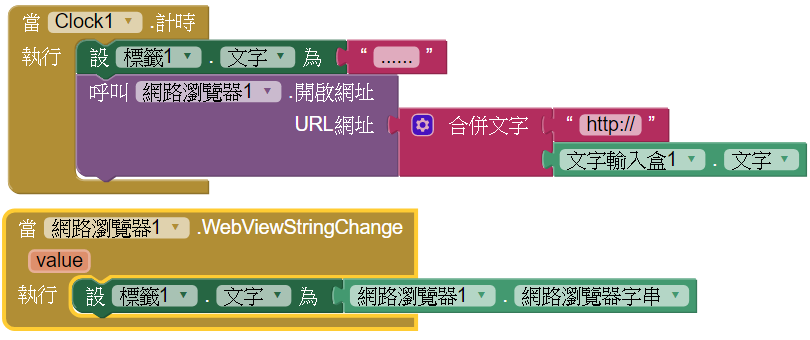 當 Clock1 .計時
執行 設 標籤1 . 文字 為 “ ...... ”
呼叫 網路瀏覽器1 .開啟網址
URL網址 合併文字 “ http:// ”
文字輸入盒1 . 文字
當 網路瀏覽器1 .WebViewStringChange
value
執行 設 標籤1 . 文字 為 網路瀏覽器1 . 網路瀏覽器字串